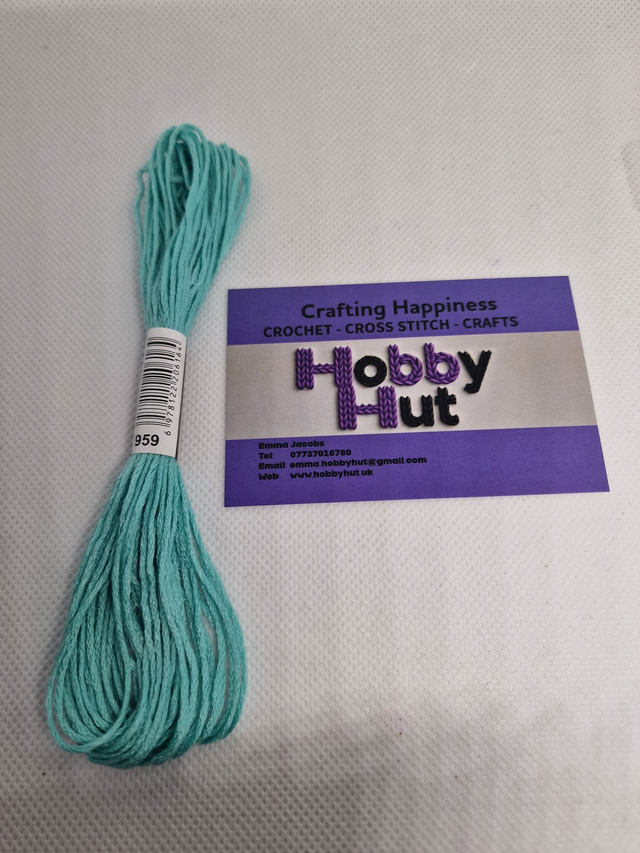 Crafting Happiness
CROCHET - CROSS STITCH - CRAFTS
Hobby
Hut
Emma Jacobs
Tel: 07737016780
Email: emma.hobbyhut@gmail.com
Web: www.hobbyhut.uk
959
6978122206164